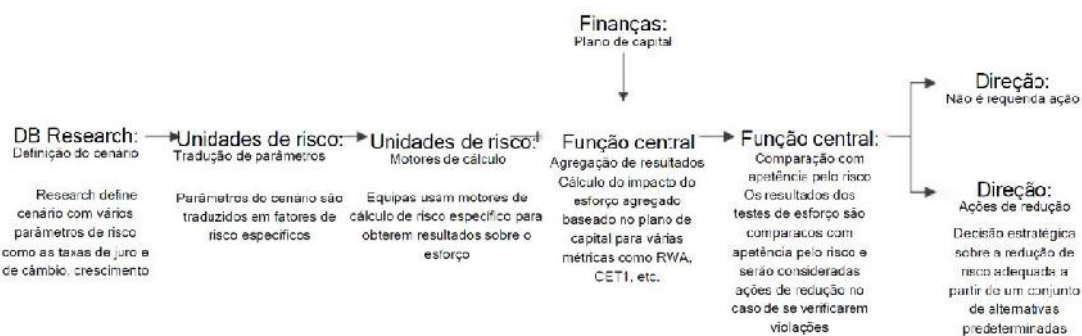 Finanças:
Plano de capital
DB Research:
Definição do cenário
Research define
cenário com vários
parâmetros de risco
como as taxas de juro e
de câmbio, crescimento
Unidades de risco:
Tradução de parâmetros
Parâmetros do cenário são
traduzidos em fatores de
risco especificos
Unidades de risco:
Motores de cálculo
Equipas usam motores de
cálculo de risco especifico para
obterem resultados sobre o
esforço
Função central
Agregação de resultados
Cálculo do impacto do
esforço agregado
baseado no plano de
capital para várias
métricas como RWA,
CET1, etc.
Função central:
Comparação com
apetência pelo risco
Os resultados dos
testes de esforço são
comparacos com
apetência pelo risco e
serão consideradas
ações de redução no
caso de se verificarem
violações
Direção:
Não é requerida ação
Direção:
Ações de redução
Decisão estratégica
sobre a redução de
risco adequada a
partir de um conjunto
de alternativas
predeterminadas